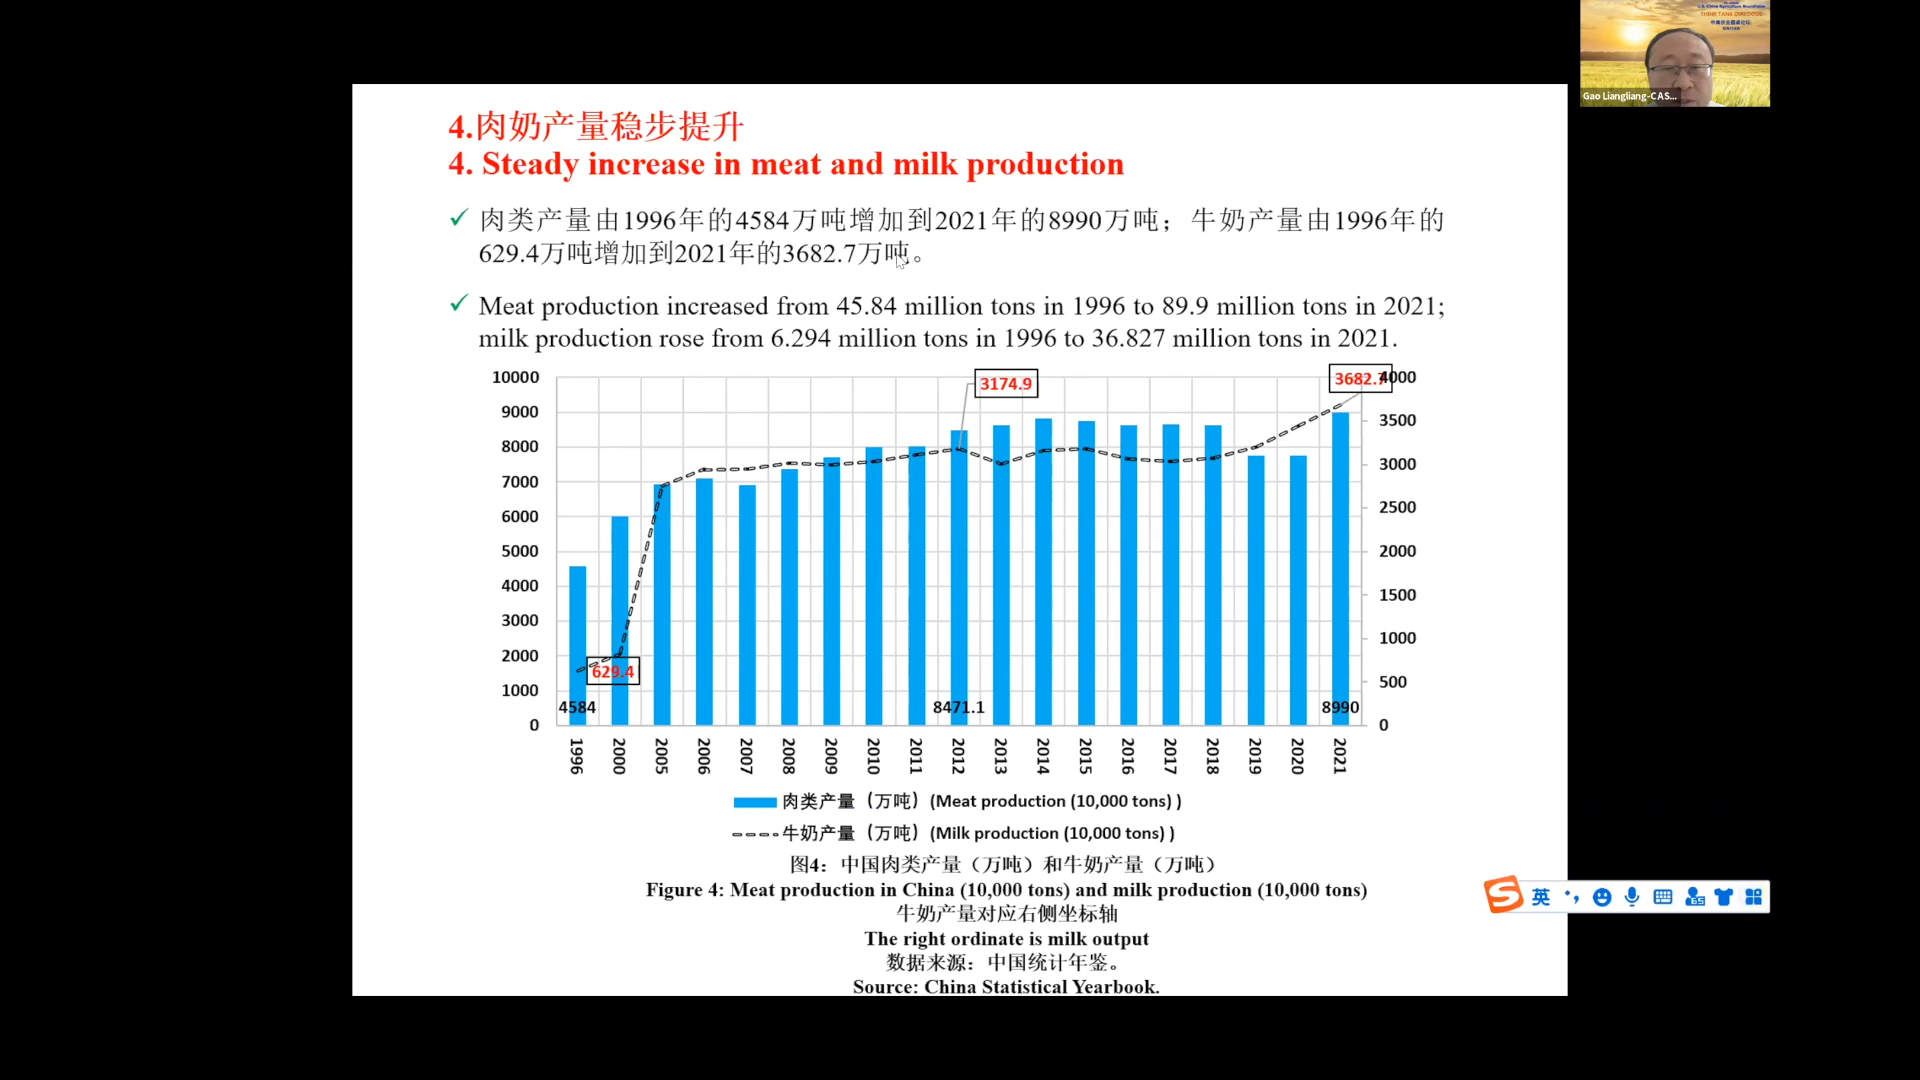 U.S.-China Agriculture Roundtable
THINK TANK DIALOGUE
Gao Liangliang-CAS...
4.肉奶产量稳步提升
4. Steady increase in meat and milk production
✓ 肉类产量由1996年的4584万吨增加到2021年的8990万吨；牛奶产量由1996年的
629.4万吨增加到2021年的3682.7万吨。
✓ Meat production increased from 45.84 million tons in 1996 to 89.9 million tons in 2021;
milk production rose from 6.294 million tons in 1996 to 36.827 million tons in 2021.
10000
9000
8000
7000
6000
5000
4000
3000
2000
1000
0
3174.9
3682.7
629.4
4584
8471.1
8990
4000
3500
3000
2500
2000
1500
1000
500
0
1996 2000 2005 2006 2007 2008 2009 2010 2011 2012 2013 2014 2015 2016 2017 2018 2019 2020 2021
肉类产量（万吨）(Meat production (10,000 tons) )
牛奶产量（万吨）(Milk production (10,000 tons) )
图4：中国肉类产量（万吨）和牛奶产量（万吨）
Figure 4: Meat production in China (10,000 tons) and milk production (10,000 tons)
牛奶产量对应右侧坐标轴
The right ordinate is milk output
数据来源：中国统计年鉴。
Source: China Statistical Yearbook.
S 英